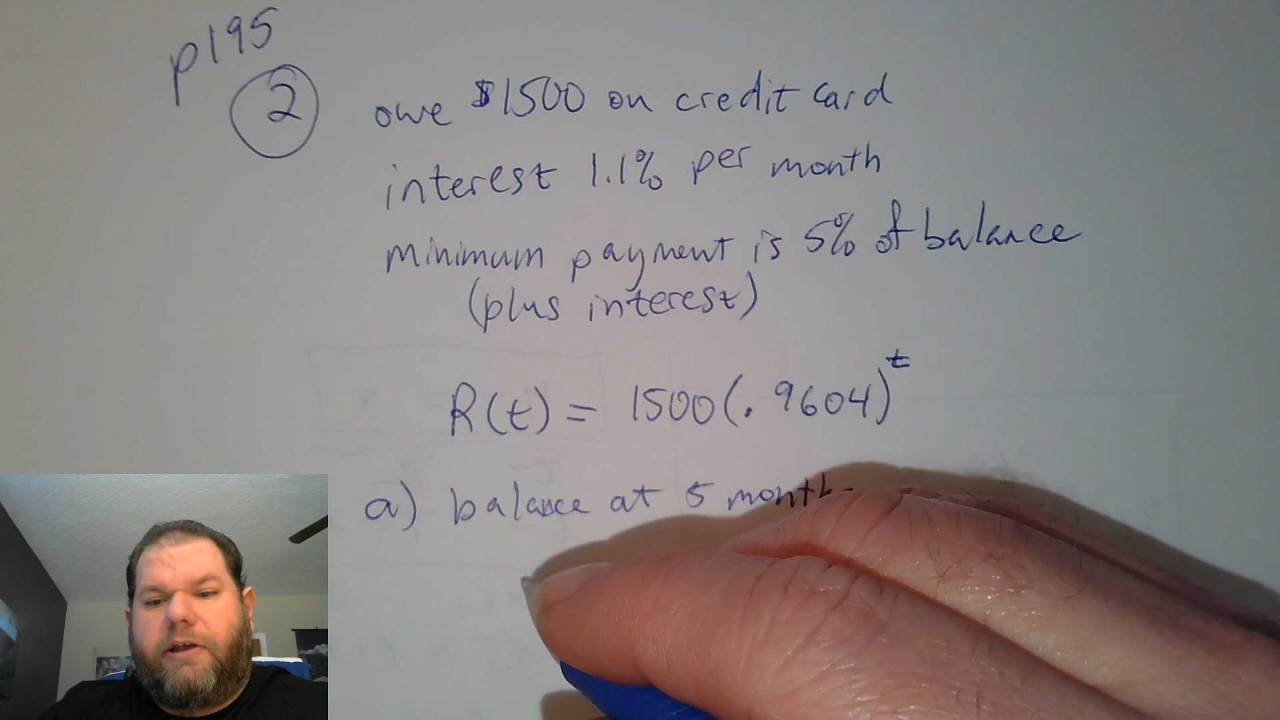 p195
2 owe $1500 on credit card
interest 1.1% per month
minimum payment is 5% of balance
(plus interest)
R(t) = 1500(.9604)^t
a) balance at 5 month